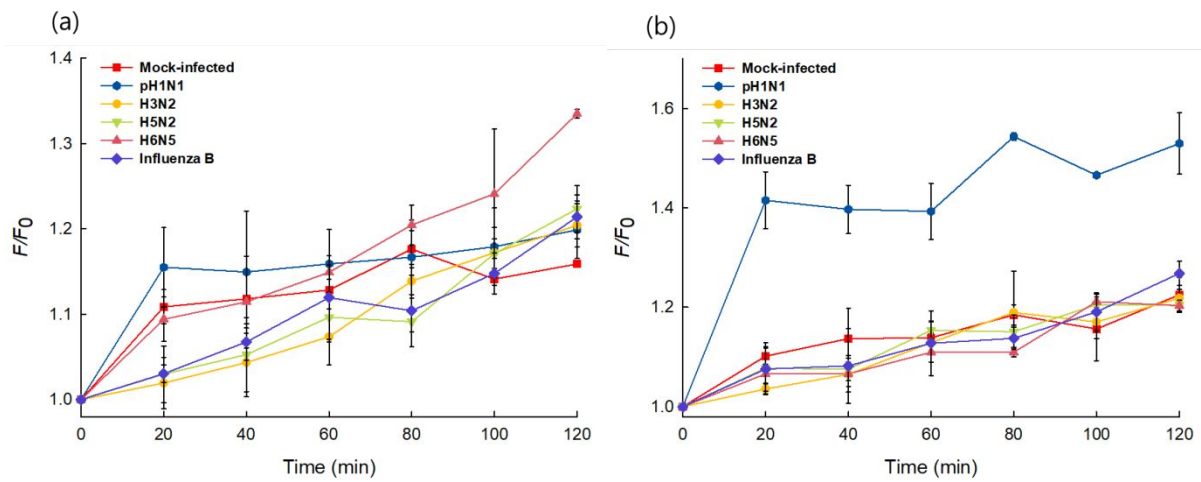 (a)
1.4
1.3
1.2
1.1
1.0
F/F0
Mock-infected
pH1N1
H3N2
H5N2
H6N5
Influenza B
0 20 40 60 80 100 120
Time (min)
(b)
1.6
1.4
1.2
1.0
F/F0
Mock-infected
pH1N1
H3N2
H5N2
H6N5
Influenza B
0 20 40 60 80 100 120
Time (min)